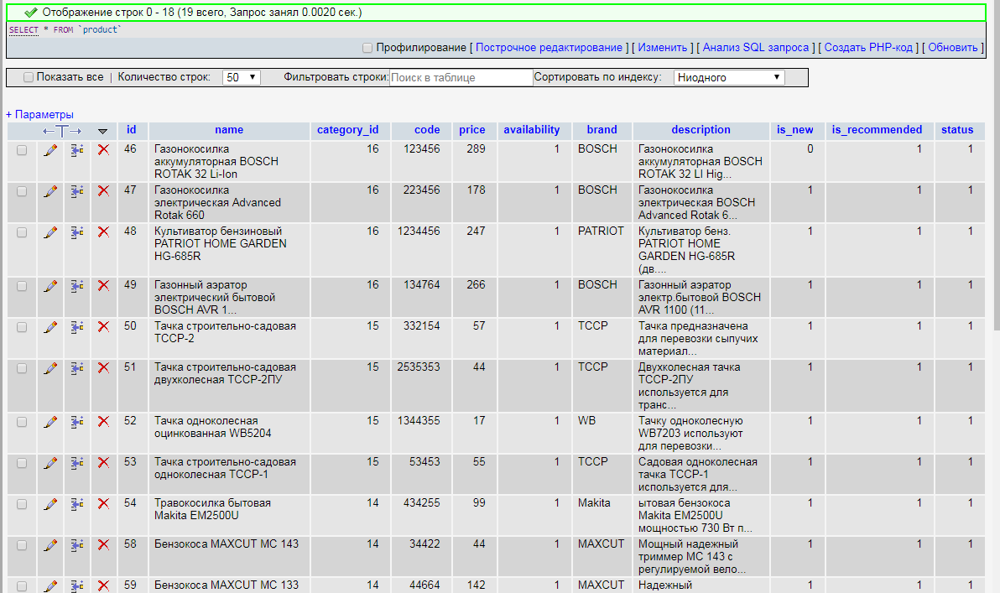 Отображение строк 0 - 18 (19 всего, Запрос занял 0.0020 сек.)
SELECT * FROM `product`
Профилирование [ Построчное редактирование ] [ Изменить ] [ Анализ SQL запроса ] [ Создать PHP-код ] [ Обновить ]
Показать все | Количество строк: 50 Фильтровать строки: Поиск в таблице Сортировать по индексу: Ниодного
+ Параметры
←T→ id name category_id code price availability brand description is_new is_recommended status
46 Газонокосилка 16 123456 289 1 BOSCH Газонокосилка 0 1 1
аккумуляторная BOSCH аккумуляторная BOSCH
ROTAK 32 Li-Ion ROTAK 32 LI Hig...
47 Газонокосилка 16 223456 178 1 BOSCH Газонокосилка 1 1 1
электрическая Advanced электрическая BOSCH
Rotak 660 Advanced Rotak 6...
48 Культиватор бензиновый 16 1234456 247 1 PATRIOT Культиватор бенз. 1 1 1
PATRIOT HOME GARDEN PATRIOT HOME
HG-685R GARDEN HG-685R
(дв....
49 Газонный аэратор 16 134764 266 1 BOSCH Газонный аэратор 1 1 1
электрический бытовой электр.бытовой BOSCH
BOSCH AVR 1... AVR 1100 (11...
50 Тачка строительно-садовая 15 332154 57 1 ТССР Тачка предназначена 1 1 1
ТССР-2 для перевозки сыпучих
материал...
51 Тачка строительно-садовая 15 2535353 44 1 ТССР Двухколесная тачка 1 1 1
двухколесная ТССР-2ПУ ТССР-2ПУ
используется для
транс...
52 Тачка одноколесная 15 1344355 17 1 WB Тачку одноколесную 1 1 1
оцинкованная WB5204 WB7203 используют
для перевозки...
53 Тачка строительно-садовая 15 53453 55 1 ТССР Садовая одноколесная 1 1 1
одноколесная ТССР-1 тачка ТССР-1
используется для...
54 Травокосилка бытовая 14 434255 99 1 Makita ытовая бензокоса 1 1 1
Makita EM2500U Makita EM2500U
мощностью 730 Вт п...
58 Бензокоса MAXCUT MC 143 14 34422 44 1 MAXCUT Мощный надежный 1 1 1
триммер MC 143 с
регулируемой вело...
59 Бензокоса MAXCUT MC 133 14 44664 142 1 MAXCUT Надежный 1 1 1